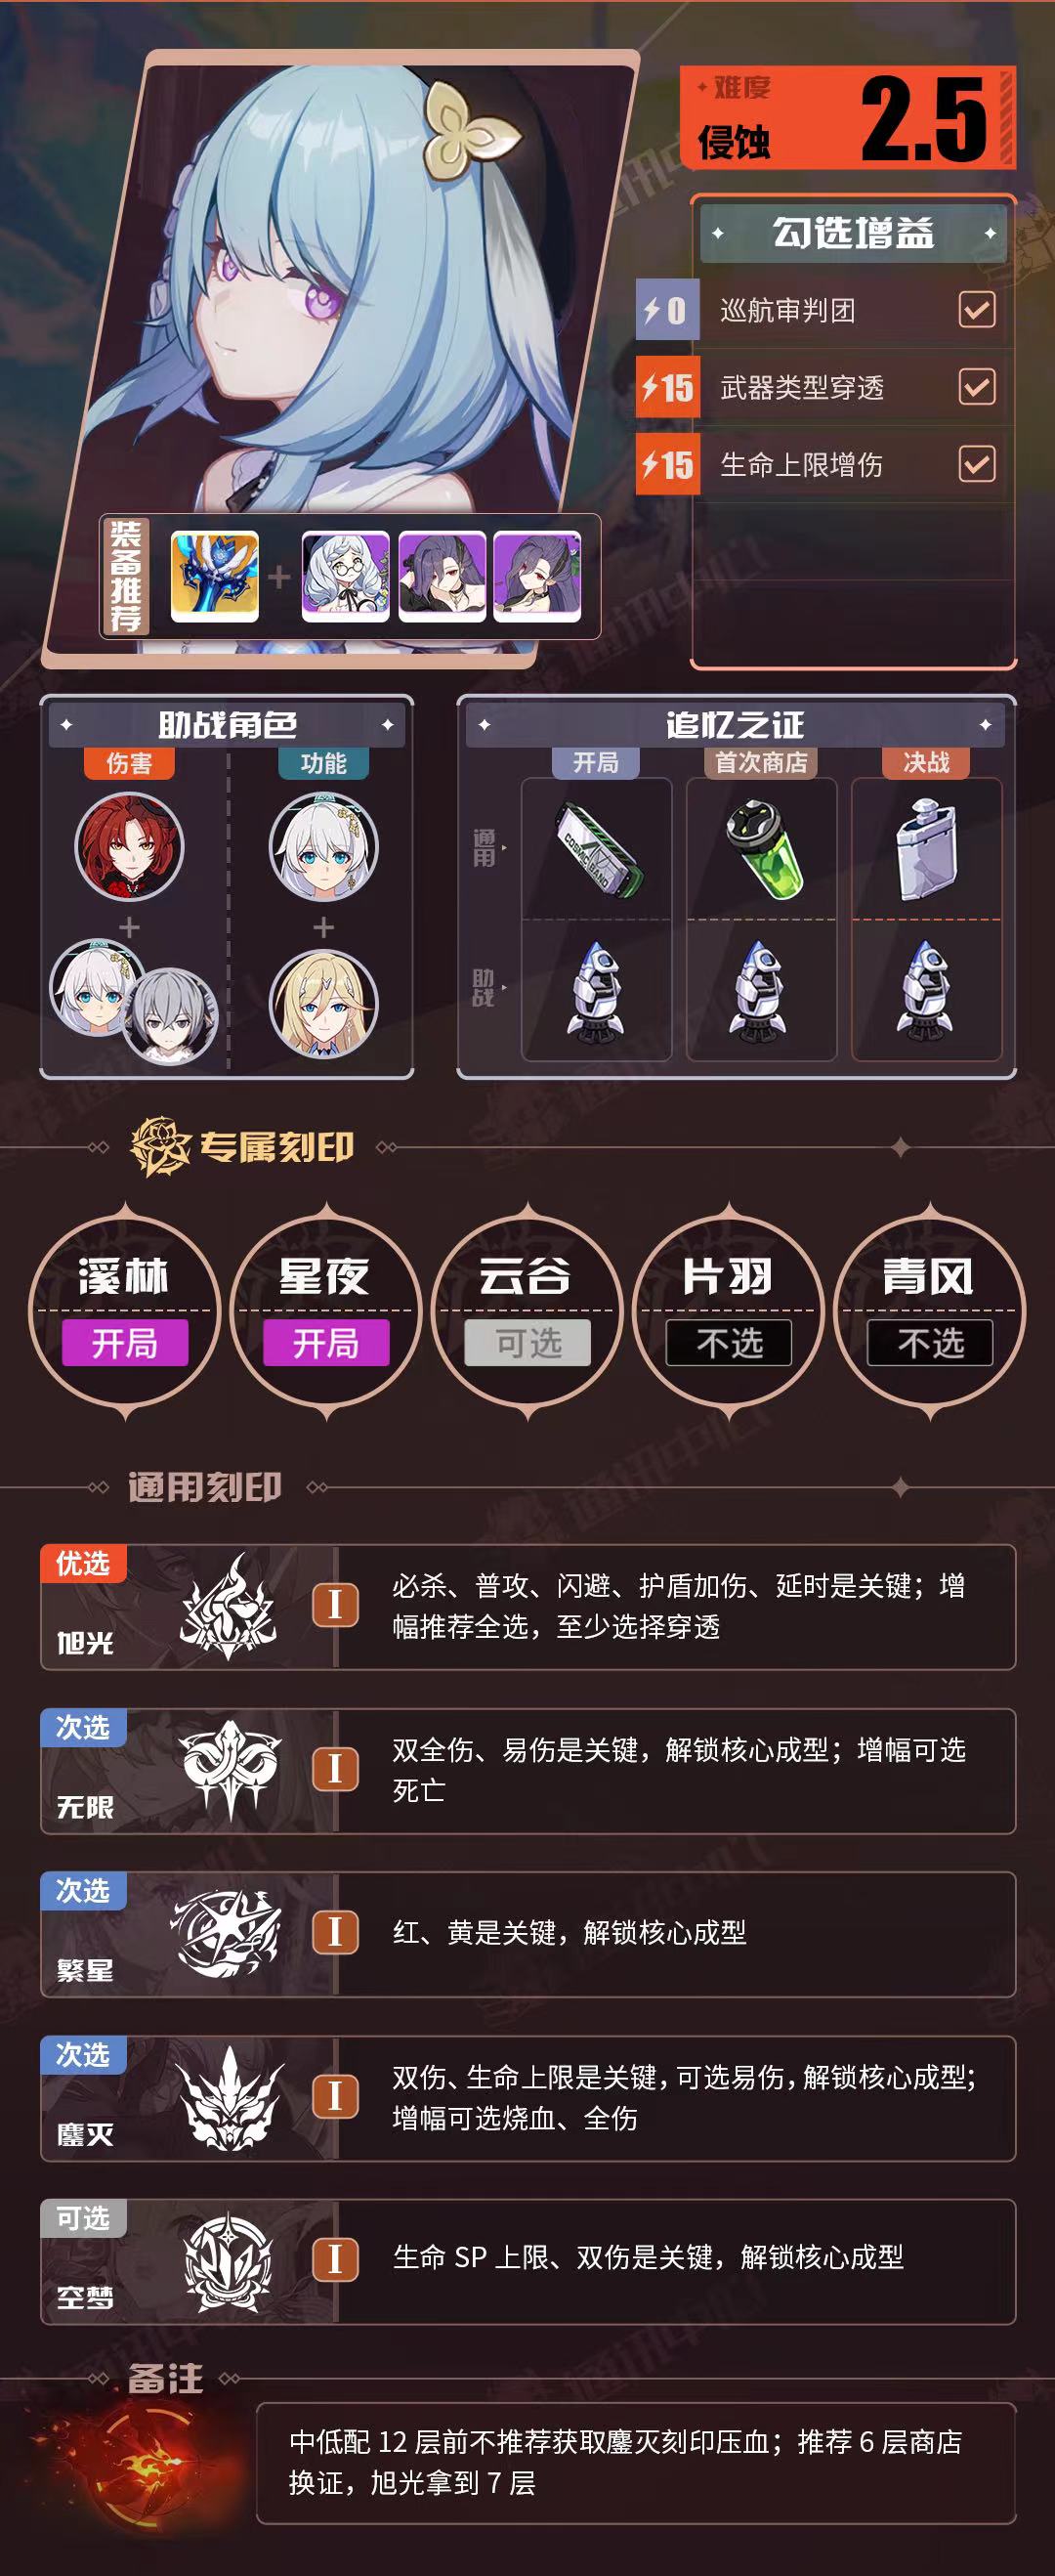 难度
侵蚀
2.5
勾选增益
0 巡航审判团
15 武器类型穿透
15 生命上限增伤
装备推荐
助战角色
伤害
功能
追忆之证
开局
首次商店
决战
通用
COSMIC BAND
助战
专属刻印
溪林
开局
星夜
开局
云谷
可选
片羽
不选
青风
不选
通用刻印
优选
旭光
I
必杀、普攻、闪避、护盾加伤、延时是关键；增
幅推荐全选，至少选择穿透
次选
无限
I
双全伤、易伤是关键，解锁核心成型；增幅可选
死亡
次选
繁星
I
红、黄是关键，解锁核心成型
次选
鏖灭
I
双伤、生命上限是关键，可选易伤，解锁核心成型；
增幅可选烧血、全伤
可选
空梦
I
生命 SP 上限、双伤是关键，解锁核心成型
备注
中低配 12 层前不推荐获取鏖灭刻印压血；推荐 6 层商店
换证，旭光拿到 7 层